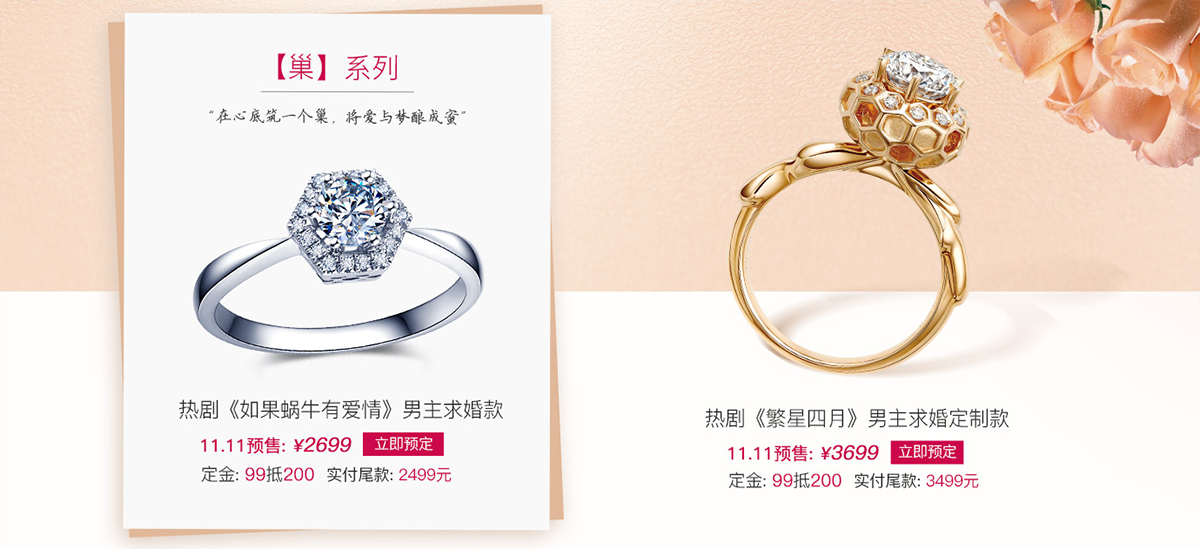 【巢】系列
“在心底筑一个巢，将爱与梦酿成蜜”
热剧《如果蜗牛有爱情》男主求婚款
11.11预售: ¥2699 立即预定
定金: 99抵200 实付尾款: 2499元
热剧《繁星四月》男主求婚定制款
11.11预售: ¥3699 立即预定
定金: 99抵200 实付尾款: 3499元